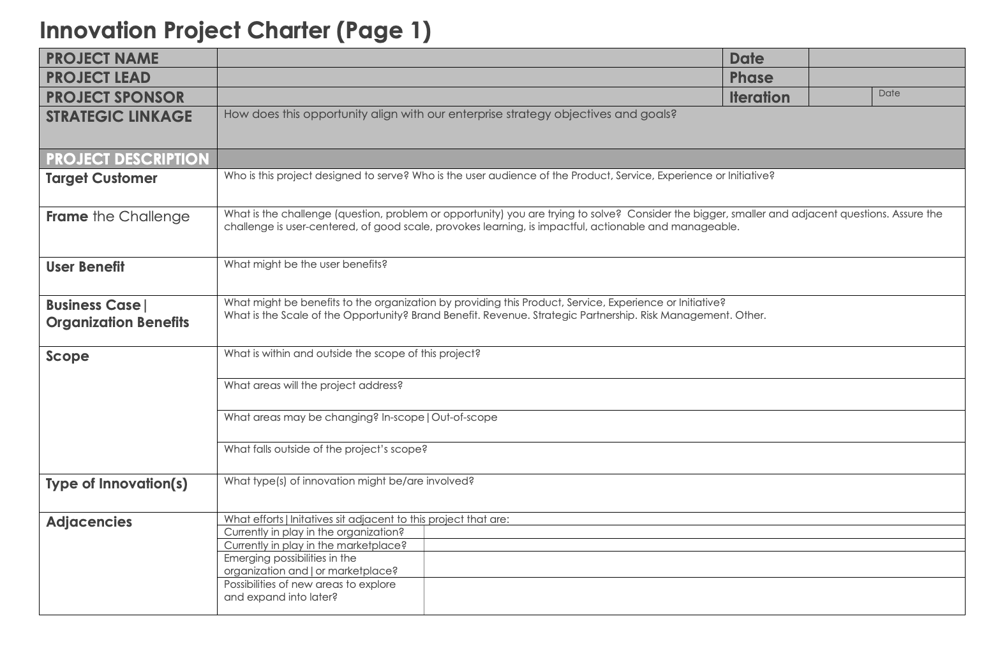 Innovation Project Charter (Page 1)
PROJECT NAME
Date
PROJECT LEAD
Phase
PROJECT SPONSOR
Iteration
Date
STRATEGIC LINKAGE
How does this opportunity align with our enterprise strategy objectives and goals?
PROJECT DESCRIPTION
Target Customer
Who is this project designed to serve? Who is the user audience of the Product, Service, Experience or Initiative?
Frame the Challenge
What is the challenge (question, problem or opportunity) you are trying to solve?  Consider the bigger, smaller and adjacent questions. Assure the
challenge is user-centered, of good scale, provokes learning, is impactful, actionable and manageable.
User Benefit
What might be the user benefits?
Business Case|
Organization Benefits
What might be benefits to the organization by providing this Product, Service, Experience or Initiative?
What is the Scale of the Opportunity? Brand Benefit. Revenue. Strategic Partnership. Risk Management. Other.
Scope
What is within and outside the scope of this project?
What areas will the project address?
What areas may be changing? In-scope|Out-of-scope
What falls outside of the project's scope?
Type of Innovation(s)
What type(s) of innovation might be/are involved?
Adjacencies
What efforts|Initatives sit adjacent to this project that are:
Currently in play in the organization?
Currently in play in the marketplace?
Emerging possibilities in the
organization and|or marketplace?
Possibilities of new areas to explore
and expand into later?